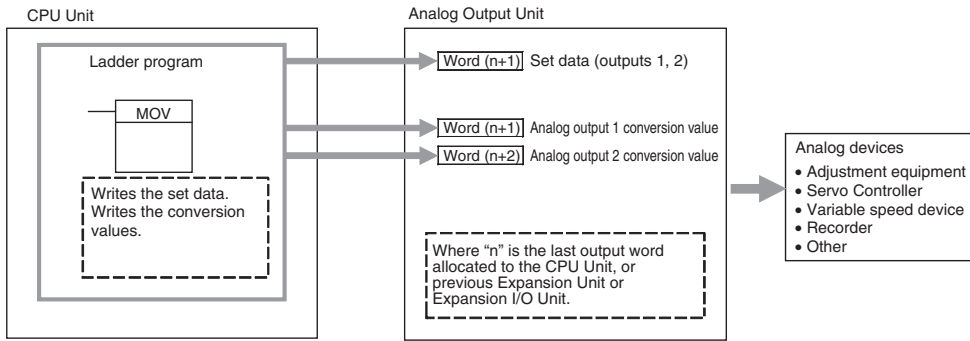 CPU Unit
Analog Output Unit
Ladder program
MOV
Writes the set data.
Writes the conversion
values.
Word (n+1) Set data (outputs 1, 2)
Word (n+1) Analog output 1 conversion value
Word (n+2) Analog output 2 conversion value
Where “n” is the last output word
allocated to the CPU Unit, or
previous Expansion Unit or
Expansion I/O Unit.
Analog devices
• Adjustment equipment
• Servo Controller
• Variable speed device
• Recorder
• Other